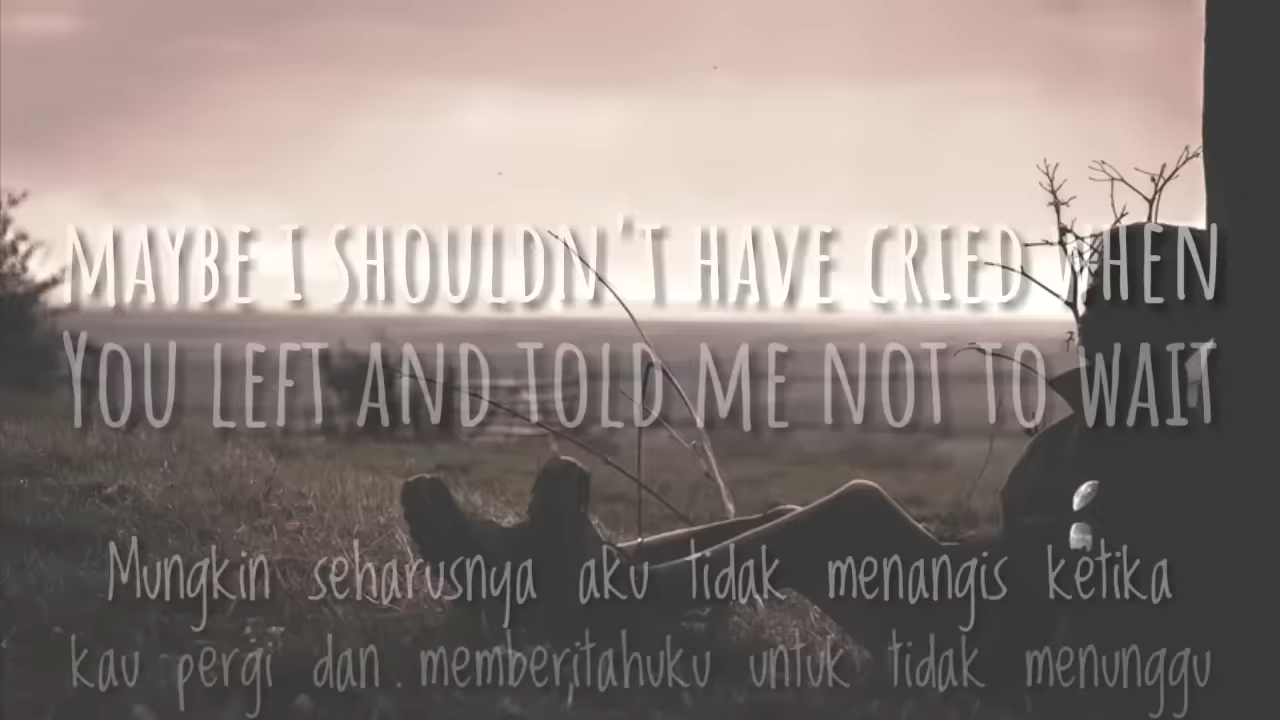 MAYBE I SHOULDN'T HAVE CRIED WHEN
YOU LEFT AND TOLD ME NOT TO WAIT
Mungkin seharusnya aku tidak menangis ketika
kau pergi dan memberitahuku untuk tidak menunggu